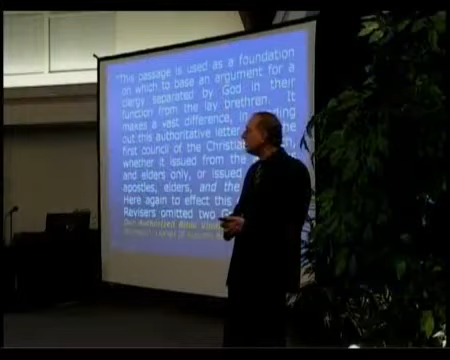 "This passage is used as a foundation
on which to base an argument for a
clergy separated by God in their
function from the lay brethren. It
makes a vast difference, in sending
out this authoritative letter, the
first council of the Christian
whether it issued from the
and elders only, or issued
apostles, elders, and the
Here again to effect this
Revisers omitted two
Our Authorized Bible